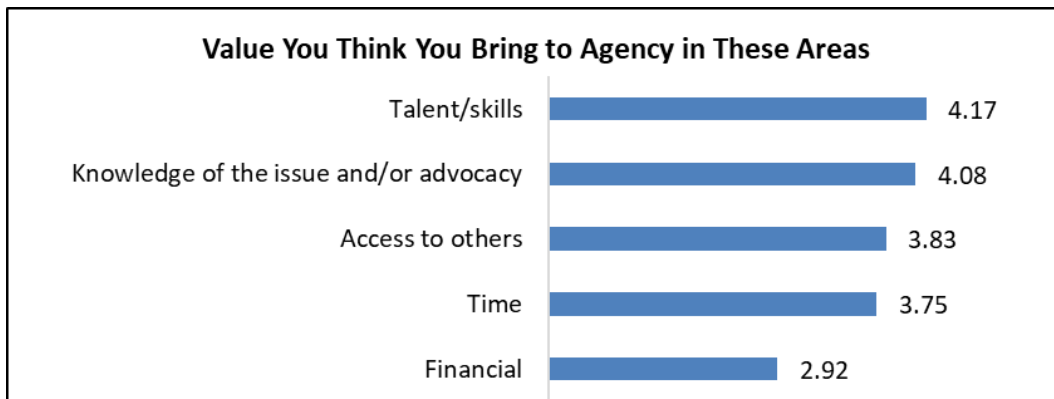 Value You Think You Bring to Agency in These Areas
Talent/skills 4.17
Knowledge of the issue and/or advocacy 4.08
Access to others 3.83
Time 3.75
Financial 2.92